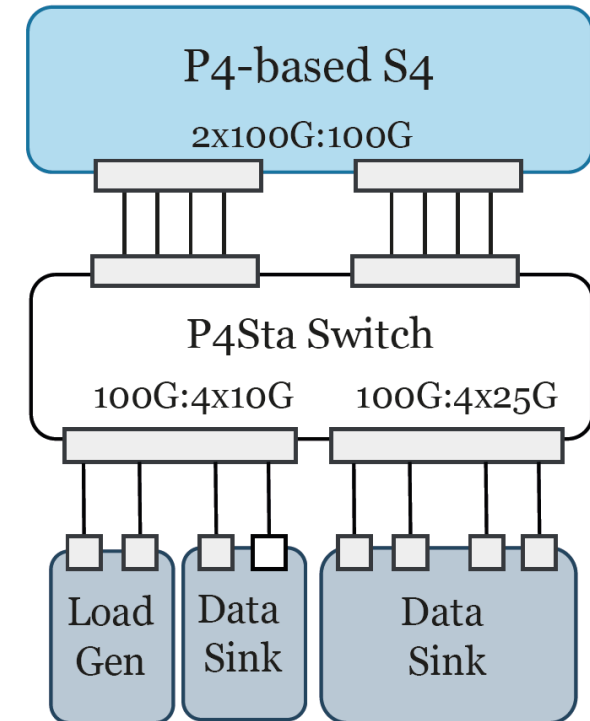 P4-based S4
2x100G:100G
P4Sta Switch
100G:4x10G
100G:4x25G
Load
Gen
Data
Sink
Data
Sink